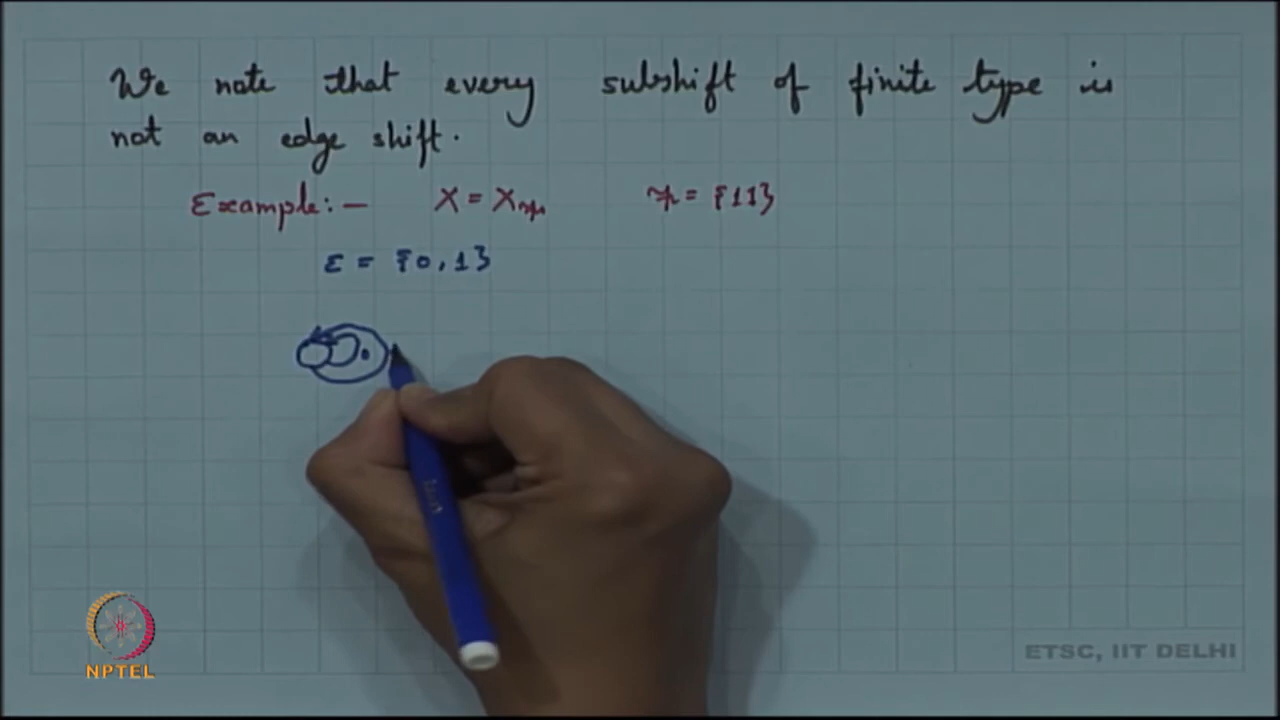 We note that every subshift of finite type is
not an edge shift.
Example:- X = X_𝓕 𝓕 = {11}
ε = {0,1}
NPTEL
ETSC, IIT DELHI